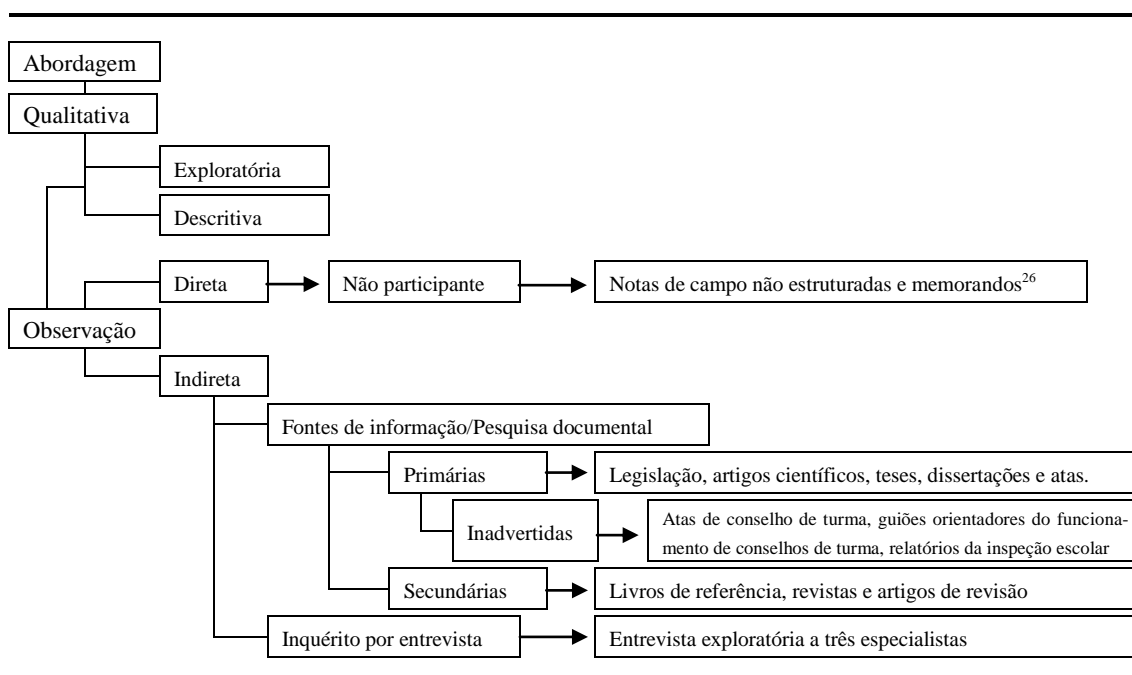 Abordagem
Qualitativa
Exploratória
Descritiva
Direta
Não participante
Notas de campo não estruturadas e memorandos26
Observação
Indireta
Fontes de informação/Pesquisa documental
Primárias
Legislação, artigos científicos, teses, dissertações e atas.
Inadvertidas
Atas de conselho de turma, guiões orientadores do funciona-
mento de conselhos de turma, relatórios da inspeção escolar
Secundárias
Livros de referência, revistas e artigos de revisão
Inquérito por entrevista
Entrevista exploratória a três especialistas